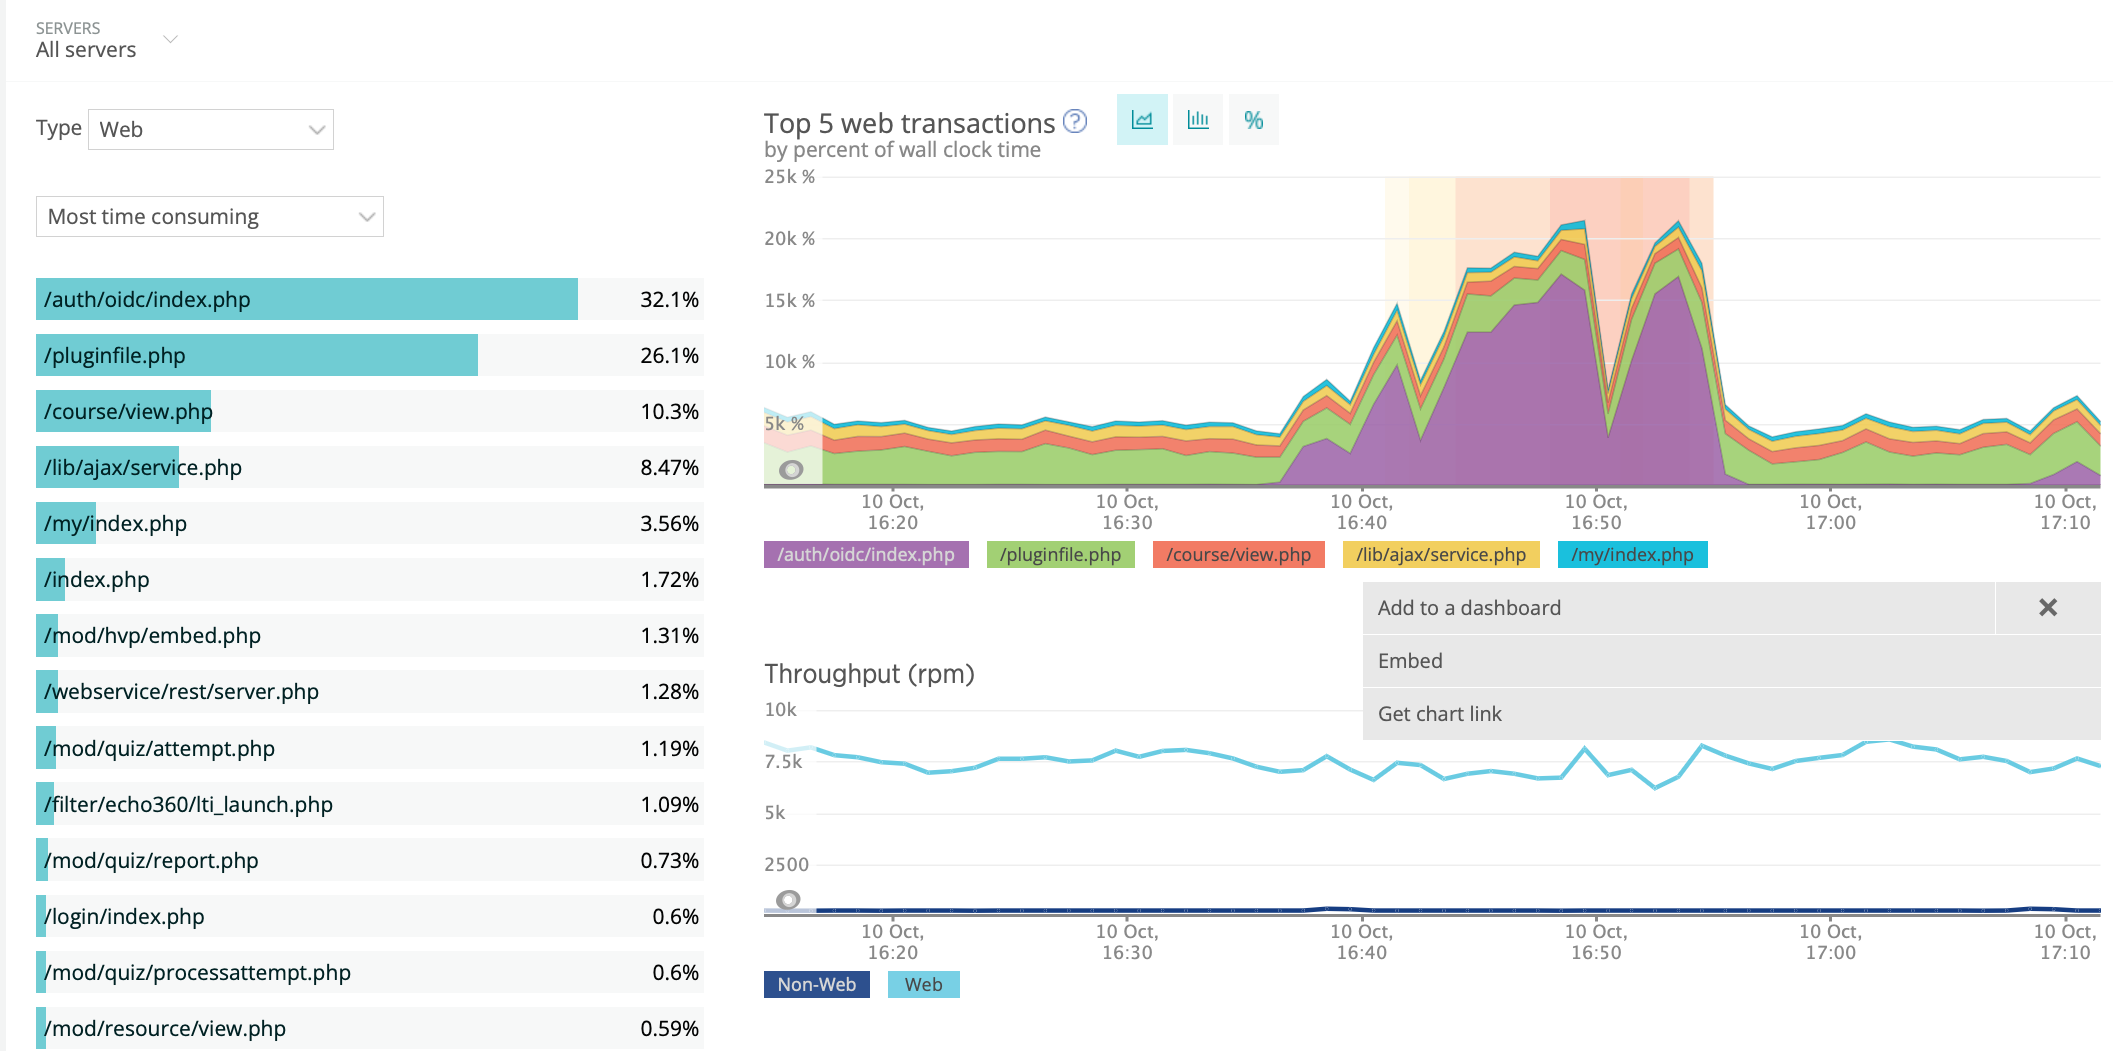 SERVERS
All servers
Type
Web
Most time consuming
/auth/oidc/index.php 32.1%
/pluginfile.php 26.1%
/course/view.php 10.3%
/lib/ajax/service.php 8.47%
/my/index.php 3.56%
/index.php 1.72%
/mod/hvp/embed.php 1.31%
/webservice/rest/server.php 1.28%
/mod/quiz/attempt.php 1.19%
/filter/echo360/lti_launch.php 1.09%
/mod/quiz/report.php 0.73%
/login/index.php 0.6%
/mod/quiz/processattempt.php 0.6%
/mod/resource/view.php 0.59%
Top 5 web transactions ?
%
by percent of wall clock time
25k %
20k %
15k %
10k %
5k %
10 Oct, 10 Oct, 10 Oct, 10 Oct, 10 Oct, 10 Oct,
16:20 16:30 16:40 16:50 17:00 17:10
/auth/oidc/index.php /pluginfile.php /course/view.php /lib/ajax/service.php /my/index.php
Add to a dashboard
Embed
Get chart link
Throughput (rpm)
10k
7.5k
5k
2500
10 Oct, 10 Oct, 10 Oct, 10 Oct, 10 Oct, 10 Oct,
16:20 16:30 16:40 16:50 17:00 17:10
Non-Web Web